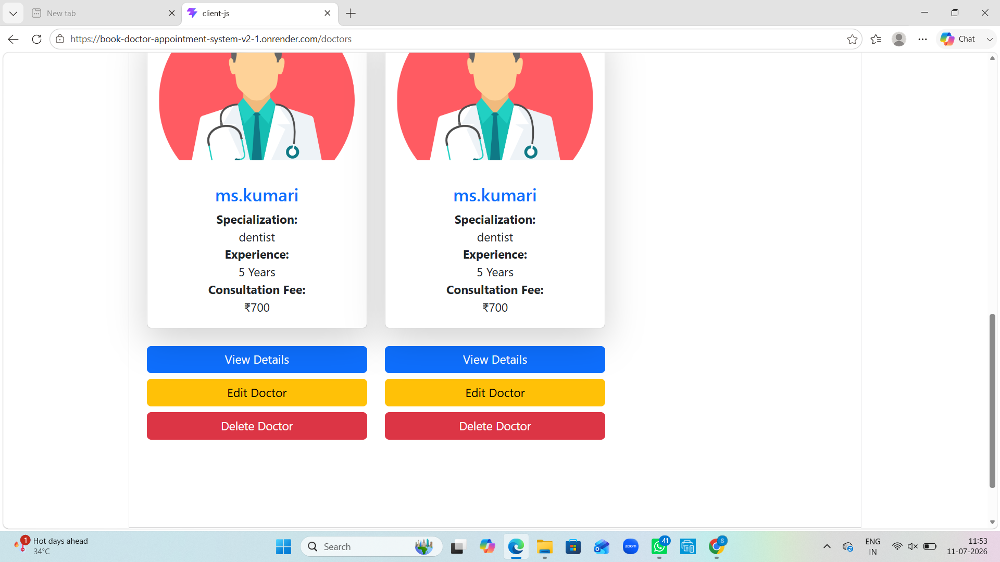 New tab
client-js
https://book-doctor-appointment-system-v2-1.onrender.com/doctors
Chat
ms.kumari
Specialization:
dentist
Experience:
5 Years
Consultation Fee:
₹700
View Details
Edit Doctor
Delete Doctor
ms.kumari
Specialization:
dentist
Experience:
5 Years
Consultation Fee:
₹700
View Details
Edit Doctor
Delete Doctor
1
Hot days ahead
34°C
Search
zoom
41
S
ENG
IN
11:53
11-07-2026